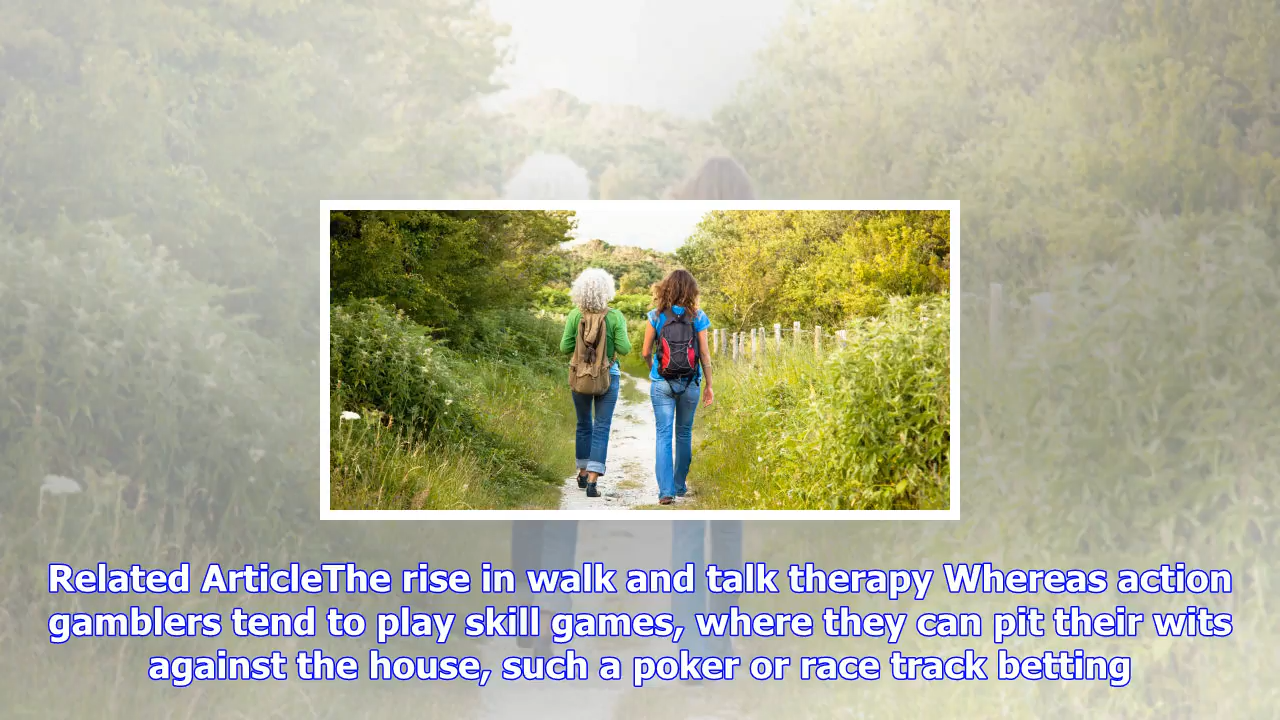 Related ArticleThe rise in walk and talk therapy Whereas action
gamblers tend to play skill games, where they can pit their wits
against the house, such a poker or race track betting